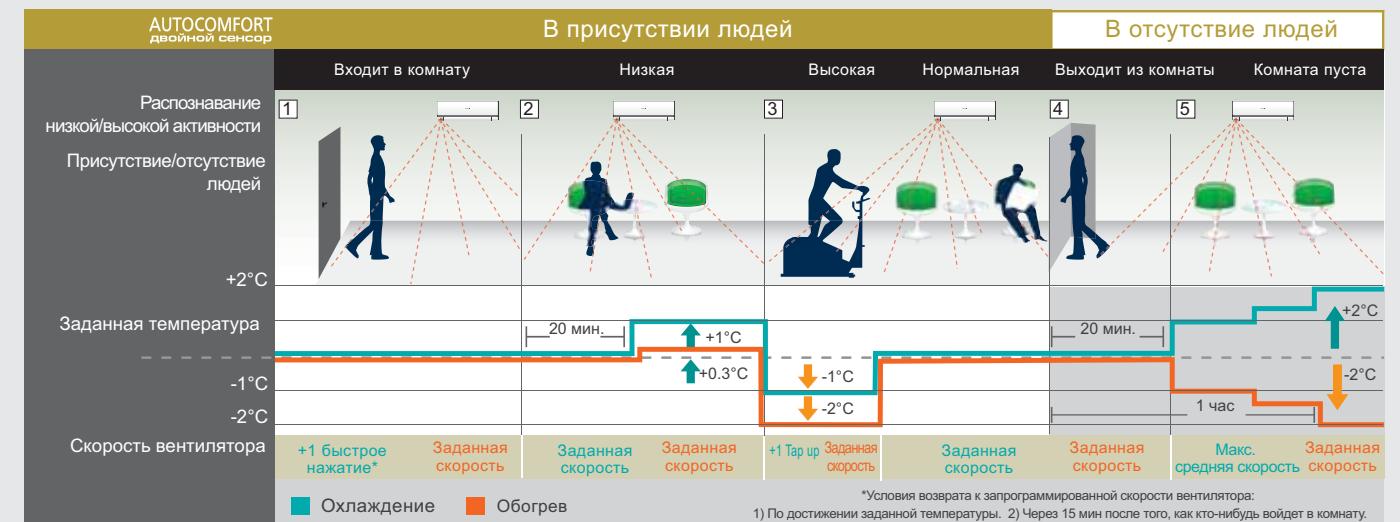 AUTOCOMFORT
двойной сенсор
В присутствии людей
В отсутствие людей
Входит в комнату
Низкая
Высокая
Нормальная
Выходит из комнаты
Комната пуста
Распознавание
низкой/высокой активности
Присутствие/отсутствие
людей
1
2
3
4
5
+2°C
Заданная температура
-1°C
-2°C
20 мин.
+1°C
+0.3°C
-1°C
-2°C
20 мин.
1 час
+2°C
-2°C
Скорость вентилятора
+1 быстрое
нажатие*
Заданная
скорость
Заданная
скорость
Заданная
скорость
+1 Tap up
Заданная
скорость
Заданная
скорость
Заданная
скорость
Макс.
средняя скорость
Заданная
скорость
Охлаждение
Обогрев
*Условия возврата к запрограммированной скорости вентилятора:
1) По достижении заданной температуры. 2) Через 15 мин после того, как кто-нибудь войдет в комнату.